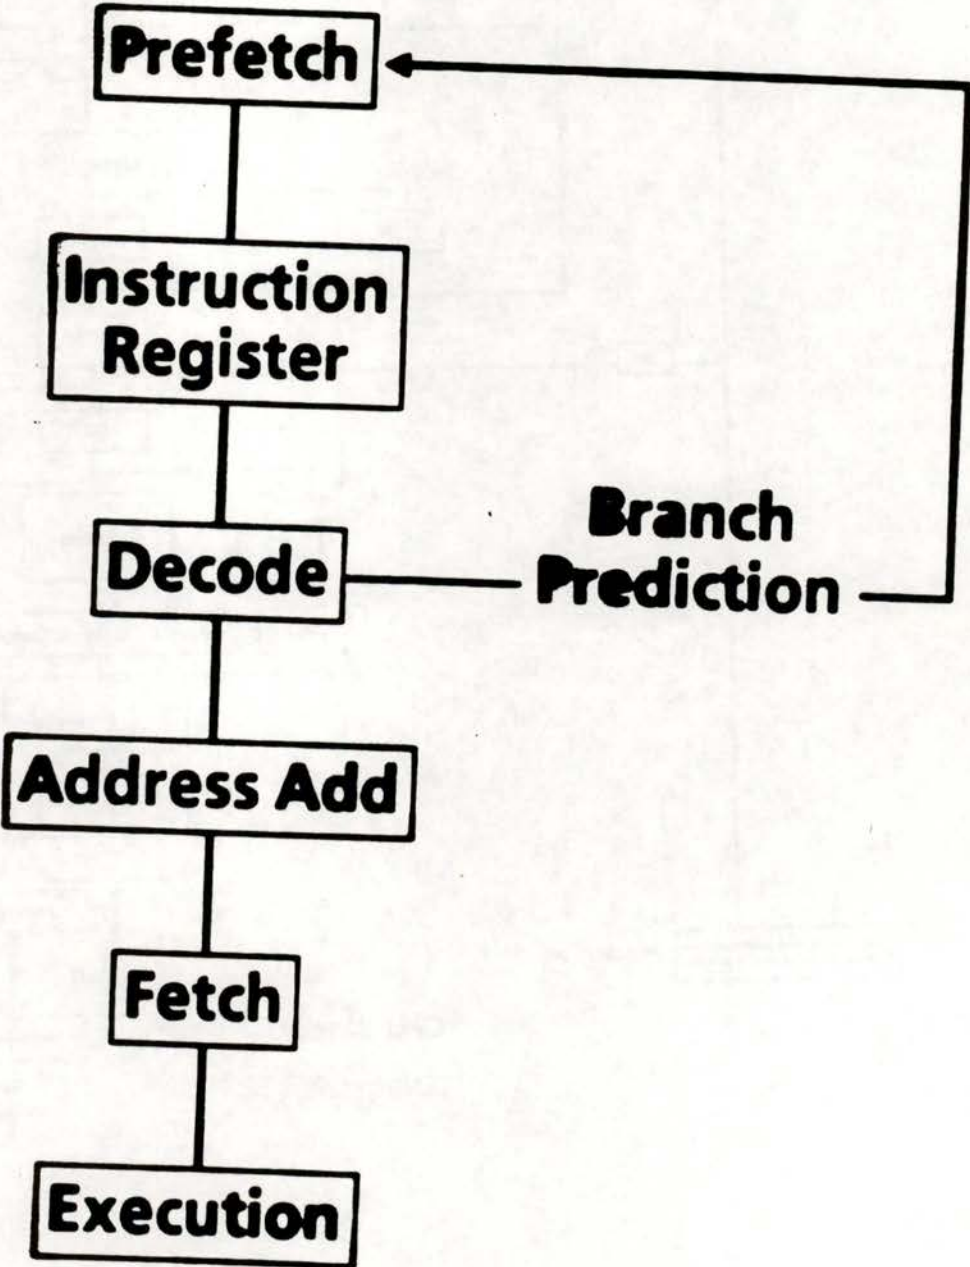 Prefetch
Instruction
Register
Decode
Branch
Prediction
Address Add
Fetch
Execution